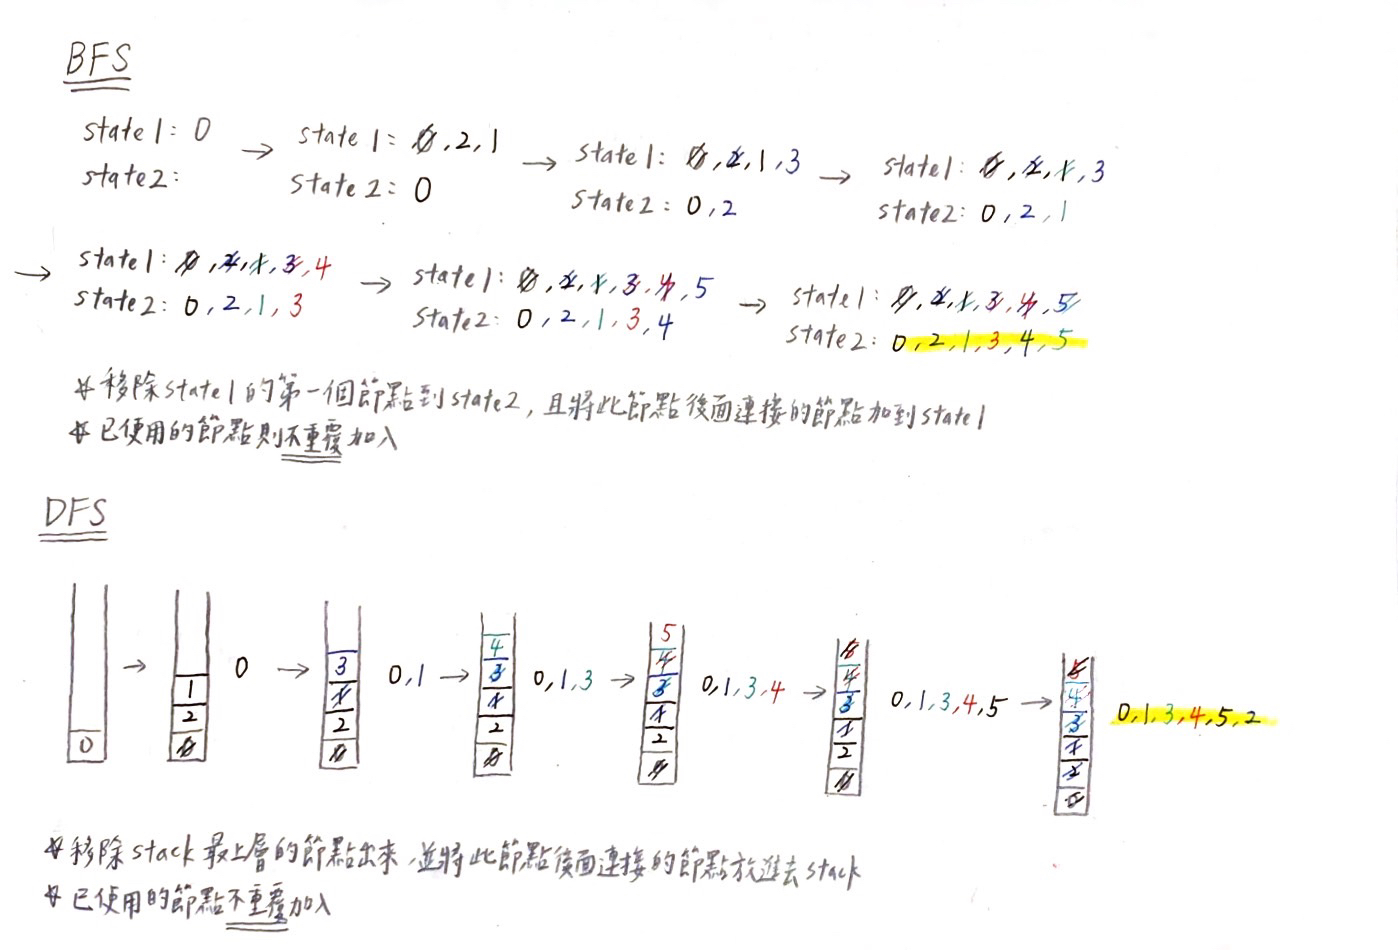 BFS
state1: 0 → state1: 0,2,1 → state1: 0,2,1,3 → state1: 0,2,1,3
state2: state2: 0 state2: 0,2 state2: 0,2,1
→ state1: 0,2,1,3,4 → state1: 0,2,1,3,4,5 → state1: 0,2,1,3,4,5
state2: 0,2,1,3 state2: 0,2,1,3,4 state2: 0,2,1,3,4,5
* 移除state1的第一個節點到state2, 且將此節點後面連接的節點加到state1
* 已使用的節點則不重覆加入
DFS
0 → 1 2 0 0 → 3 1 2 0 0,1 → 4 3 1 2 0 0,1,3 → 5 4 3 1 2 0 0,1,3,4 → 5 4 3 1 2 0 0,1,3,4,5 → 5 4 3 1 2 0 0,1,3,4,5,2
* 移除stack最上層的節點出來,並將此節點後面連接的節點放進去stack
* 已使用的節點不重覆加入